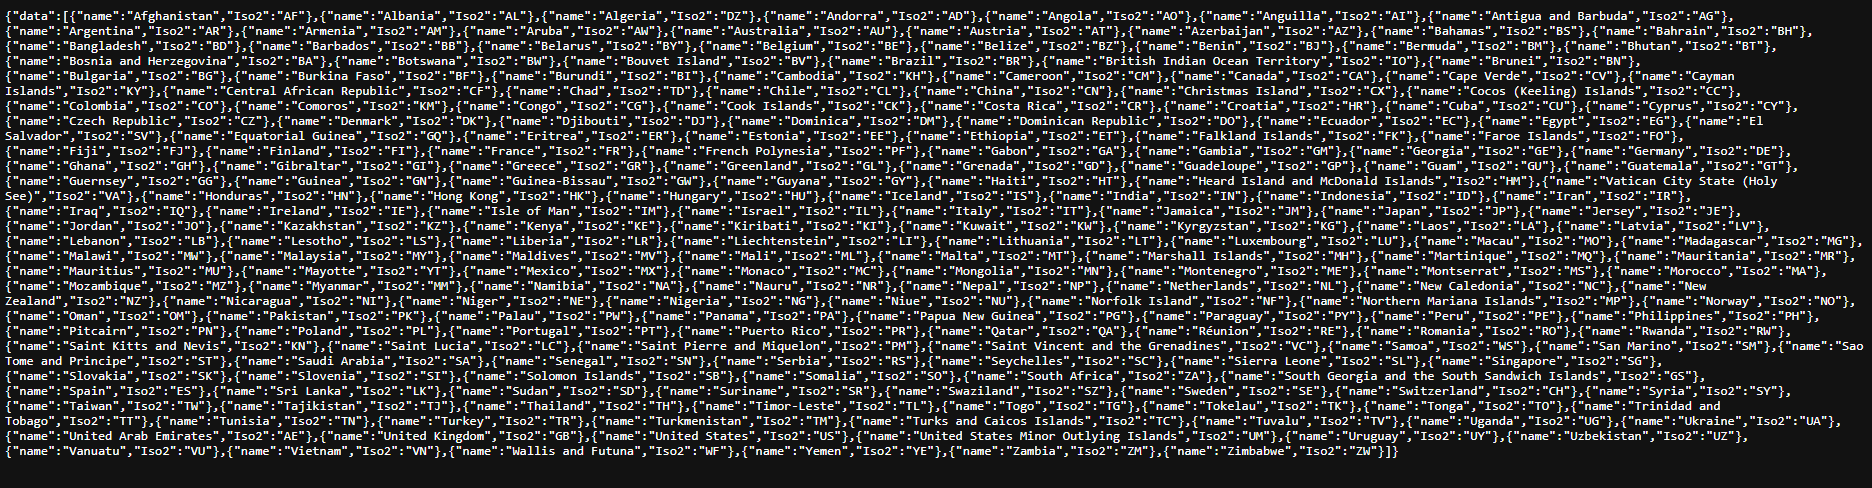 {"data":[{"name":"Afghanistan","Iso2":"AF"},{"name":"Albania","Iso2":"AL"},{"name":"Algeria","Iso2":"DZ"},{"name":"Andorra","Iso2":"AD"},{"name":"Angola","Iso2":"AO"},{"name":"Anguilla","Iso2":"AI"},{"name":"Antigua and Barbuda","Iso2":"AG"},
{"name":"Argentina","Iso2":"AR"},{"name":"Armenia","Iso2":"AM"},{"name":"Aruba","Iso2":"AW"},{"name":"Australia","Iso2":"AU"},{"name":"Austria","Iso2":"AT"},{"name":"Azerbaijan","Iso2":"AZ"},{"name":"Bahamas","Iso2":"BS"},{"name":"Bahrain","Iso2":"BH"},
{"name":"Bangladesh","Iso2":"BD"},{"name":"Barbados","Iso2":"BB"},{"name":"Belarus","Iso2":"BY"},{"name":"Belgium","Iso2":"BE"},{"name":"Belize","Iso2":"BZ"},{"name":"Benin","Iso2":"BJ"},{"name":"Bermuda","Iso2":"BM"},{"name":"Bhutan","Iso2":"BT"},
{"name":"Bosnia and Herzegovina","Iso2":"BA"},{"name":"Botswana","Iso2":"BW"},{"name":"Bouvet Island","Iso2":"BV"},{"name":"Brazil","Iso2":"BR"},{"name":"British Indian Ocean Territory","Iso2":"IO"},{"name":"Brunei","Iso2":"BN"},
{"name":"Bulgaria","Iso2":"BG"},{"name":"Burkina Faso","Iso2":"BF"},{"name":"Burundi","Iso2":"BI"},{"name":"Cambodia","Iso2":"KH"},{"name":"Cameroon","Iso2":"CM"},{"name":"Canada","Iso2":"CA"},{"name":"Cape Verde","Iso2":"CV"},{"name":"Cayman
Islands","Iso2":"KY"},{"name":"Central African Republic","Iso2":"CF"},{"name":"Chad","Iso2":"TD"},{"name":"Chile","Iso2":"CL"},{"name":"China","Iso2":"CN"},{"name":"Christmas Island","Iso2":"CX"},{"name":"Cocos (Keeling) Islands","Iso2":"CC"},
{"name":"Colombia","Iso2":"CO"},{"name":"Comoros","Iso2":"KM"},{"name":"Congo","Iso2":"CG"},{"name":"Cook Islands","Iso2":"CK"},{"name":"Costa Rica","Iso2":"CR"},{"name":"Croatia","Iso2":"HR"},{"name":"Cuba","Iso2":"CU"},{"name":"Cyprus","Iso2":"CY"},
{"name":"Czech Republic","Iso2":"CZ"},{"name":"Denmark","Iso2":"DK"},{"name":"Djibouti","Iso2":"DJ"},{"name":"Dominica","Iso2":"DM"},{"name":"Dominican Republic","Iso2":"DO"},{"name":"Ecuador","Iso2":"EC"},{"name":"Egypt","Iso2":"EG"},{"name":"El
Salvador","Iso2":"SV"},{"name":"Equatorial Guinea","Iso2":"GQ"},{"name":"Eritrea","Iso2":"ER"},{"name":"Estonia","Iso2":"EE"},{"name":"Ethiopia","Iso2":"ET"},{"name":"Falkland Islands","Iso2":"FK"},{"name":"Faroe Islands","Iso2":"FO"},
{"name":"Fiji","Iso2":"FJ"},{"name":"Finland","Iso2":"FI"},{"name":"France","Iso2":"FR"},{"name":"French Polynesia","Iso2":"PF"},{"name":"Gabon","Iso2":"GA"},{"name":"Gambia","Iso2":"GM"},{"name":"Georgia","Iso2":"GE"},{"name":"Germany","Iso2":"DE"},
{"name":"Ghana","Iso2":"GH"},{"name":"Gibraltar","Iso2":"GI"},{"name":"Greece","Iso2":"GR"},{"name":"Greenland","Iso2":"GL"},{"name":"Grenada","Iso2":"GD"},{"name":"Guadeloupe","Iso2":"GP"},{"name":"Guam","Iso2":"GU"},{"name":"Guatemala","Iso2":"GT"},
{"name":"Guernsey","Iso2":"GG"},{"name":"Guinea","Iso2":"GN"},{"name":"Guinea-Bissau","Iso2":"GW"},{"name":"Guyana","Iso2":"GY"},{"name":"Haiti","Iso2":"HT"},{"name":"Heard Island and McDonald Islands","Iso2":"HM"},{"name":"Vatican City State (Holy
See)","Iso2":"VA"},{"name":"Honduras","Iso2":"HN"},{"name":"Hong Kong","Iso2":"HK"},{"name":"Hungary","Iso2":"HU"},{"name":"Iceland","Iso2":"IS"},{"name":"India","Iso2":"IN"},{"name":"Indonesia","Iso2":"ID"},{"name":"Iran","Iso2":"IR"},
{"name":"Iraq","Iso2":"IQ"},{"name":"Ireland","Iso2":"IE"},{"name":"Isle of Man","Iso2":"IM"},{"name":"Israel","Iso2":"IL"},{"name":"Italy","Iso2":"IT"},{"name":"Jamaica","Iso2":"JM"},{"name":"Japan","Iso2":"JP"},{"name":"Jersey","Iso2":"JE"},
{"name":"Jordan","Iso2":"JO"},{"name":"Kazakhstan","Iso2":"KZ"},{"name":"Kenya","Iso2":"KE"},{"name":"Kiribati","Iso2":"KI"},{"name":"Kuwait","Iso2":"KW"},{"name":"Kyrgyzstan","Iso2":"KG"},{"name":"Laos","Iso2":"LA"},{"name":"Latvia","Iso2":"LV"},
{"name":"Lebanon","Iso2":"LB"},{"name":"Lesotho","Iso2":"LS"},{"name":"Liberia","Iso2":"LR"},{"name":"Liechtenstein","Iso2":"LI"},{"name":"Lithuania","Iso2":"LT"},{"name":"Luxembourg","Iso2":"LU"},{"name":"Macau","Iso2":"MO"},{"name":"Madagascar","Iso2":"MG"},
{"name":"Malawi","Iso2":"MW"},{"name":"Malaysia","Iso2":"MY"},{"name":"Maldives","Iso2":"MV"},{"name":"Mali","Iso2":"ML"},{"name":"Malta","Iso2":"MT"},{"name":"Marshall Islands","Iso2":"MH"},{"name":"Martinique","Iso2":"MQ"},{"name":"Mauritania","Iso2":"MR"},
{"name":"Mauritius","Iso2":"MU"},{"name":"Mayotte","Iso2":"YT"},{"name":"Mexico","Iso2":"MX"},{"name":"Monaco","Iso2":"MC"},{"name":"Mongolia","Iso2":"MN"},{"name":"Montenegro","Iso2":"ME"},{"name":"Montserrat","Iso2":"MS"},{"name":"Morocco","Iso2":"MA"},
{"name":"Mozambique","Iso2":"MZ"},{"name":"Myanmar","Iso2":"MM"},{"name":"Namibia","Iso2":"NA"},{"name":"Nauru","Iso2":"NR"},{"name":"Nepal","Iso2":"NP"},{"name":"Netherlands","Iso2":"NL"},{"name":"New Caledonia","Iso2":"NC"},{"name":"New
Zealand","Iso2":"NZ"},{"name":"Nicaragua","Iso2":"NI"},{"name":"Niger","Iso2":"NE"},{"name":"Nigeria","Iso2":"NG"},{"name":"Niue","Iso2":"NU"},{"name":"Norfolk Island","Iso2":"NF"},{"name":"Northern Mariana Islands","Iso2":"MP"},{"name":"Norway","Iso2":"NO"},
{"name":"Oman","Iso2":"OM"},{"name":"Pakistan","Iso2":"PK"},{"name":"Palau","Iso2":"PW"},{"name":"Panama","Iso2":"PA"},{"name":"Papua New Guinea","Iso2":"PG"},{"name":"Paraguay","Iso2":"PY"},{"name":"Peru","Iso2":"PE"},{"name":"Philippines","Iso2":"PH"},
{"name":"Pitcairn","Iso2":"PN"},{"name":"Poland","Iso2":"PL"},{"name":"Portugal","Iso2":"PT"},{"name":"Puerto Rico","Iso2":"PR"},{"name":"Qatar","Iso2":"QA"},{"name":"Réunion","Iso2":"RE"},{"name":"Romania","Iso2":"RO"},{"name":"Rwanda","Iso2":"RW"},
{"name":"Saint Kitts and Nevis","Iso2":"KN"},{"name":"Saint Lucia","Iso2":"LC"},{"name":"Saint Pierre and Miquelon","Iso2":"PM"},{"name":"Saint Vincent and the Grenadines","Iso2":"VC"},{"name":"Samoa","Iso2":"WS"},{"name":"San Marino","Iso2":"SM"},{"name":"Sao
Tome and Principe","Iso2":"ST"},{"name":"Saudi Arabia","Iso2":"SA"},{"name":"Senegal","Iso2":"SN"},{"name":"Serbia","Iso2":"RS"},{"name":"Seychelles","Iso2":"SC"},{"name":"Sierra Leone","Iso2":"SL"},{"name":"Singapore","Iso2":"SG"},
{"name":"Slovakia","Iso2":"SK"},{"name":"Slovenia","Iso2":"SI"},{"name":"Solomon Islands","Iso2":"SB"},{"name":"Somalia","Iso2":"SO"},{"name":"South Africa","Iso2":"ZA"},{"name":"South Georgia and the South Sandwich Islands","Iso2":"GS"},
{"name":"Spain","Iso2":"ES"},{"name":"Sri Lanka","Iso2":"LK"},{"name":"Sudan","Iso2":"SD"},{"name":"Suriname","Iso2":"SR"},{"name":"Swaziland","Iso2":"SZ"},{"name":"Sweden","Iso2":"SE"},{"name":"Switzerland","Iso2":"CH"},{"name":"Syria","Iso2":"SY"},
{"name":"Taiwan","Iso2":"TW"},{"name":"Tajikistan","Iso2":"TJ"},{"name":"Thailand","Iso2":"TH"},{"name":"Timor-Leste","Iso2":"TL"},{"name":"Togo","Iso2":"TG"},{"name":"Tokelau","Iso2":"TK"},{"name":"Tonga","Iso2":"TO"},{"name":"Trinidad and
Tobago","Iso2":"TT"},{"name":"Tunisia","Iso2":"TN"},{"name":"Turkey","Iso2":"TR"},{"name":"Turkmenistan","Iso2":"TM"},{"name":"Turks and Caicos Islands","Iso2":"TC"},{"name":"Tuvalu","Iso2":"TV"},{"name":"Uganda","Iso2":"UG"},{"name":"Ukraine","Iso2":"UA"},
{"name":"United Arab Emirates","Iso2":"AE"},{"name":"United Kingdom","Iso2":"GB"},{"name":"United States","Iso2":"US"},{"name":"United States Minor Outlying Islands","Iso2":"UM"},{"name":"Uruguay","Iso2":"UY"},{"name":"Uzbekistan","Iso2":"UZ"},
{"name":"Vanuatu","Iso2":"VU"},{"name":"Vietnam","Iso2":"VN"},{"name":"Wallis and Futuna","Iso2":"WF"},{"name":"Yemen","Iso2":"YE"},{"name":"Zambia","Iso2":"ZM"},{"name":"Zimbabwe","Iso2":"ZW"}]}